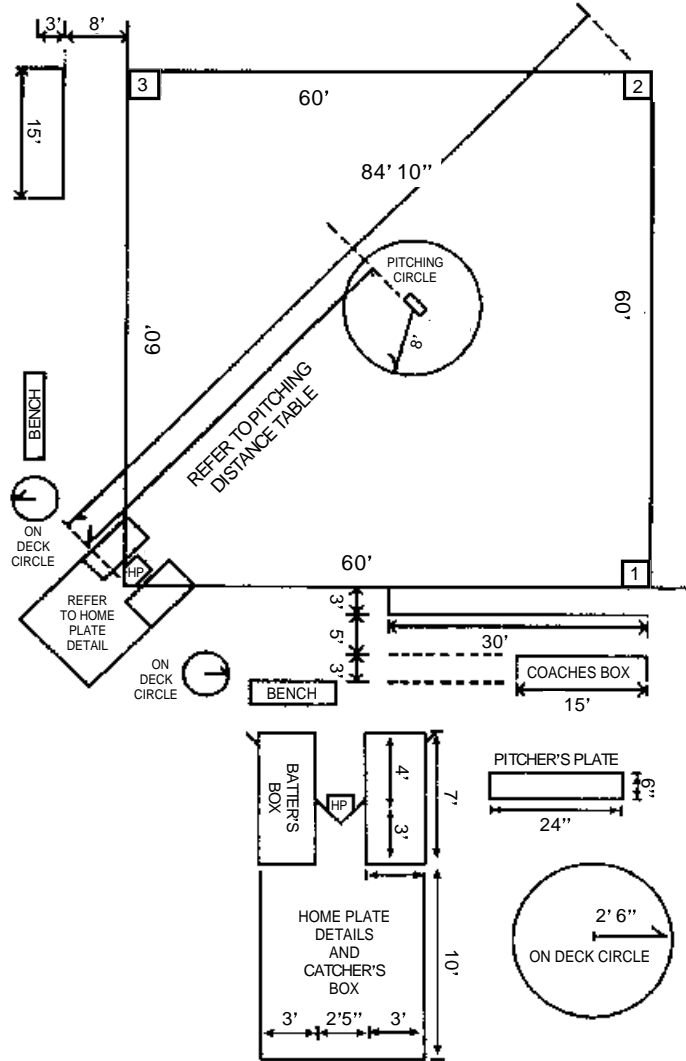 3' 8'
3
2
60'
15'
84' 10"
PITCHING
CIRCLE
8'
60'
60'
REFER TO PITCHING
DISTANCE TABLE
BENCH
ON
DECK
CIRCLE
HP
REFER
TO HOME
PLATE
DETAIL
60'
1
3'
5'
3'
30'
COACHES BOX
15'
ON
DECK
CIRCLE
BENCH
BATTER'S
BOX
HP
4'
3'
7'
PITCHER'S PLATE
6"
24"
HOME PLATE
DETAILS
AND
CATCHER'S
BOX
10'
3' 2'5" 3'
2' 6"
ON DECK CIRCLE